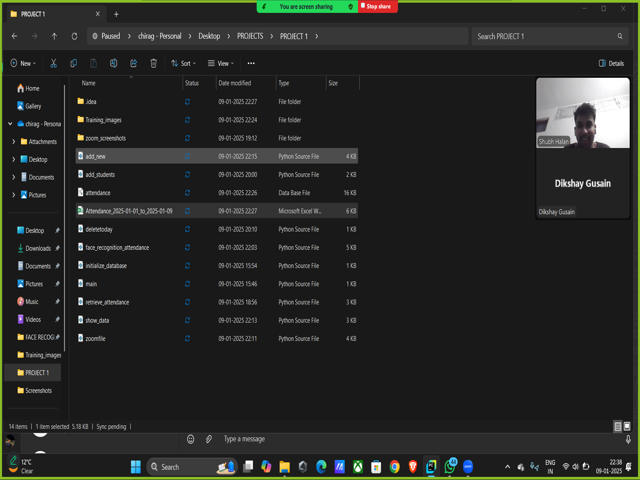 PROJECT 1
You are screen sharing
Stop share
Paused > chirag - Personal > Desktop > PROJECTS > PROJECT 1 >
Search PROJECT 1
New
Sort
View
Details
Name Status Date modified Type Size
Home
Gallery
chirag - Persona
Attachments
Desktop
Documents
Pictures
Desktop
Downloads
Documents
Pictures
Music
Videos
FACE RECOG
Training_images
PROJECT 1
Screenshots
.idea 09-01-2025 22:27 File folder
Training_images 09-01-2025 22:24 File folder
zoom_screenshots 09-01-2025 19:12 File folder
add_new 09-01-2025 22:15 Python Source File 4 KB
add_students 09-01-2025 20:00 Python Source File 2 KB
attendance 09-01-2025 22:26 Data Base File 16 KB
Attendance_2025-01-01_to_2025-01-09 09-01-2025 22:27 Microsoft Excel W... 6 KB
deletetoday 09-01-2025 20:10 Python Source File 1 KB
face_recognition_attendance 09-01-2025 22:03 Python Source File 5 KB
initialize_database 09-01-2025 15:54 Python Source File 1 KB
main 09-01-2025 15:46 Python Source File 1 KB
retrieve_attendance 09-01-2025 18:56 Python Source File 3 KB
show_data 09-01-2025 22:13 Python Source File 3 KB
zoomfile 09-01-2025 22:11 Python Source File 4 KB
Shubh Halan
Dikshay Gusain
Dikshay Gusain
14 items 1 item selected 5.18 KB Sync pending
Type a message
12°C
Clear
Search
ENG
IN
22:38
09-01-2025